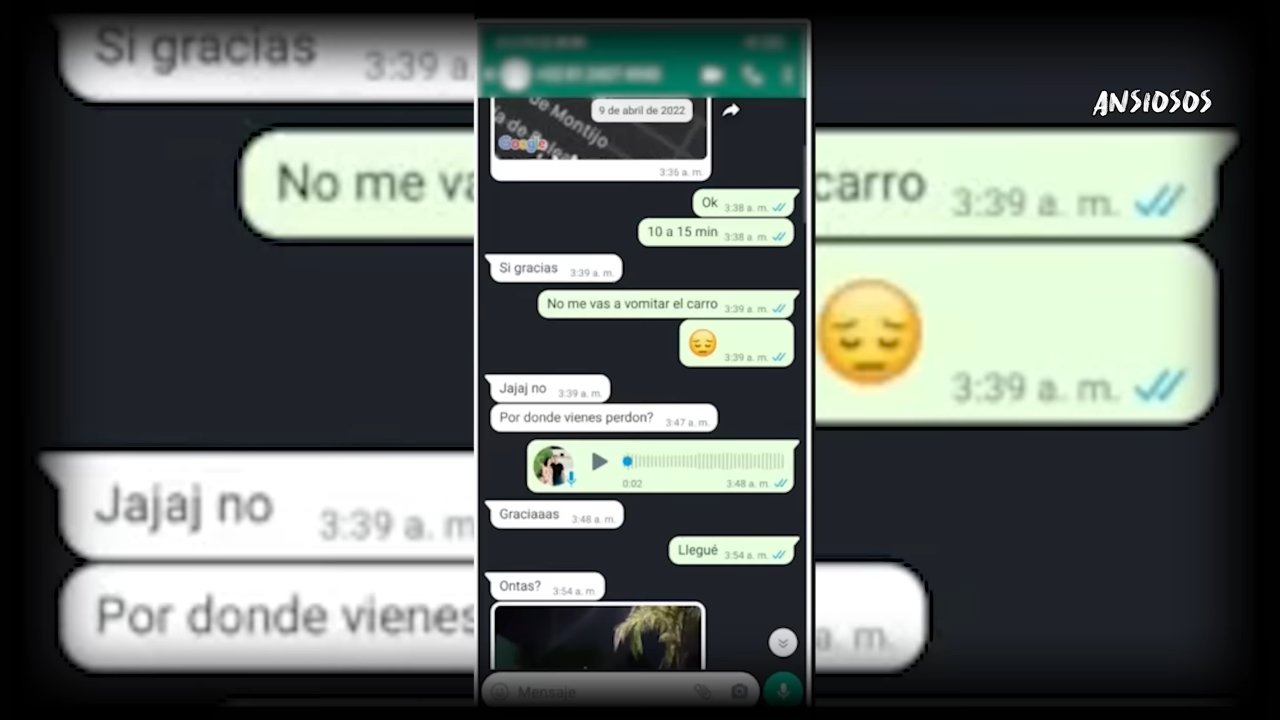 ANSIOSOS
Si gracias
3:39 a.
No me va
carro 3:39 a. m.
3:39 a. m.
Jajaj no
3:39 a. m
Por donde vienes
a. m.
9 de abril de 2022
de Montijo
Google
3:36 a. m.
Ok 3:38 a. m.
10 a 15 min 3:38 a. m.
Si gracias 3:39 a. m.
No me vas a vomitar el carro 3:39 a. m.
😔
3:39 a. m.
Jajaj no 3:39 a. m.
Por donde vienes perdon? 3:47 a. m.
0:02 3:48 a. m.
Graciaaas 3:48 a. m.
Llegué 3:54 a. m.
Ontas? 3:54 a. m.
Mensaje